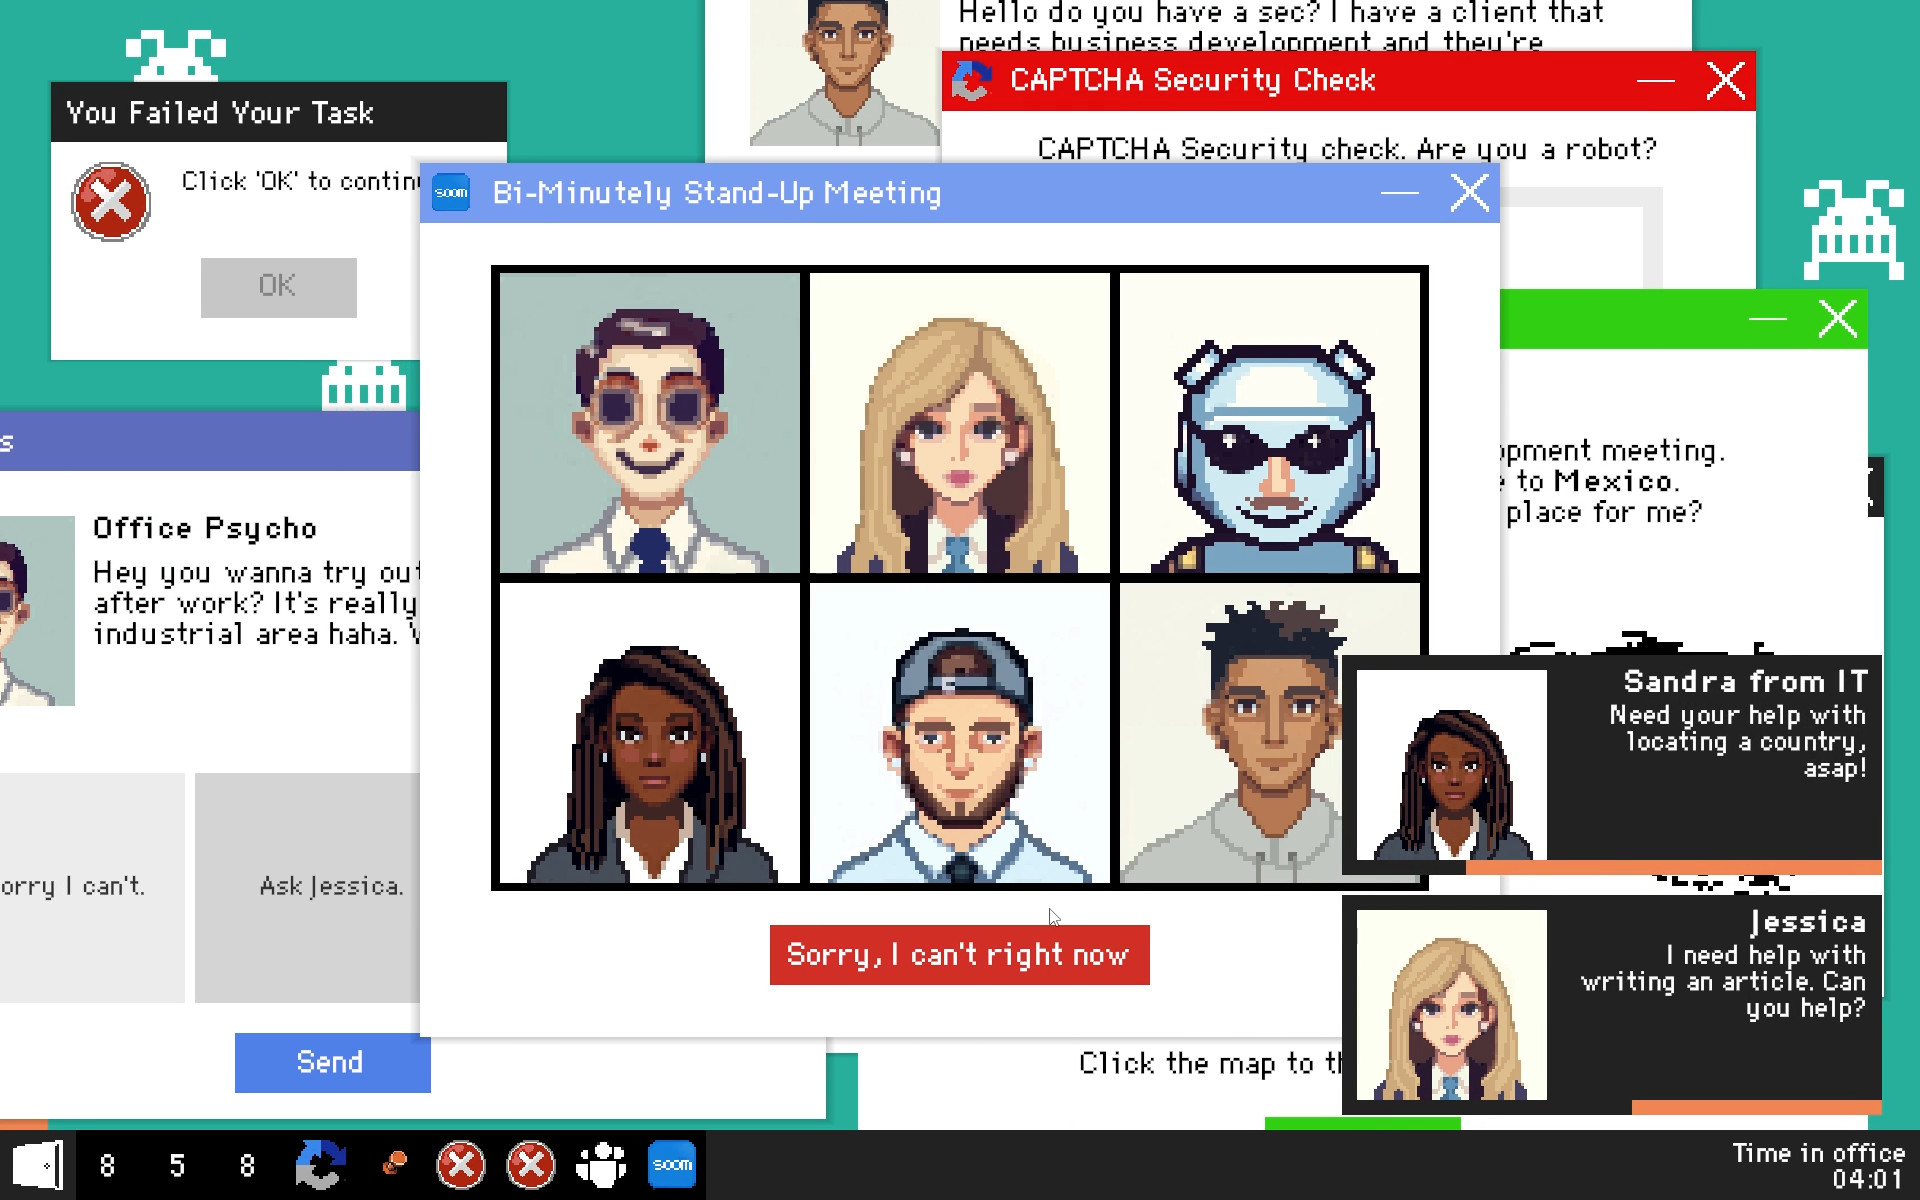 Hello do you have a sec? I have a client that
needs business development and they're
You Failed Your Task
Click 'OK' to contin
OK
CAPTCHA Security Check
CAPTCHA Security check. Are you a robot?
soom
Bi-Minutely Stand-Up Meeting
pment meeting.
to Mexico.
place for me?
s
Office Psycho
Hey you wanna try out
after work? It's really
industrial area haha.
orry I can't.
Ask Jessica.
Send
Sorry, I can't right now
Sandra from IT
Need your help with
locating a country,
asap!
Jessica
I need help with
writing an article. Can
you help?
Click the map to th
8 5 8
soom
Time in office
04:01